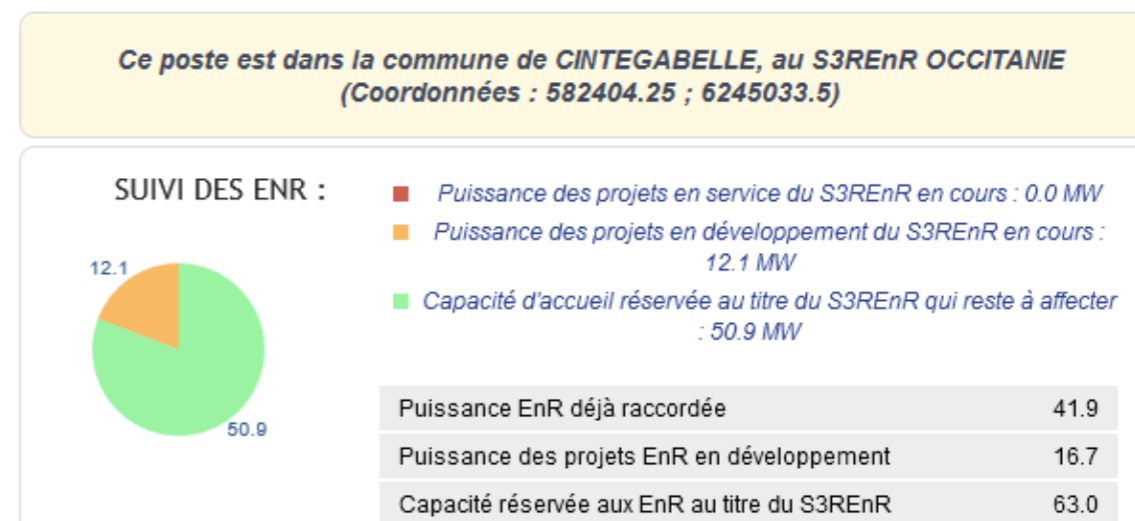 Ce poste est dans la commune de CINTEGABELLE, au S3REnR OCCITANIE
(Coordonnées : 582404.25 ; 6245033.5)
SUIVI DES ENR :
Puissance des projets en service du S3REnR en cours : 0.0 MW
Puissance des projets en développement du S3REnR en cours :
12.1 MW
Capacité d'accueil réservée au titre du S3REnR qui reste à affecter
: 50.9 MW
12.1
50.9
Puissance EnR déjà raccordée 41.9
Puissance des projets EnR en développement 16.7
Capacité réservée aux EnR au titre du S3REnR 63.0